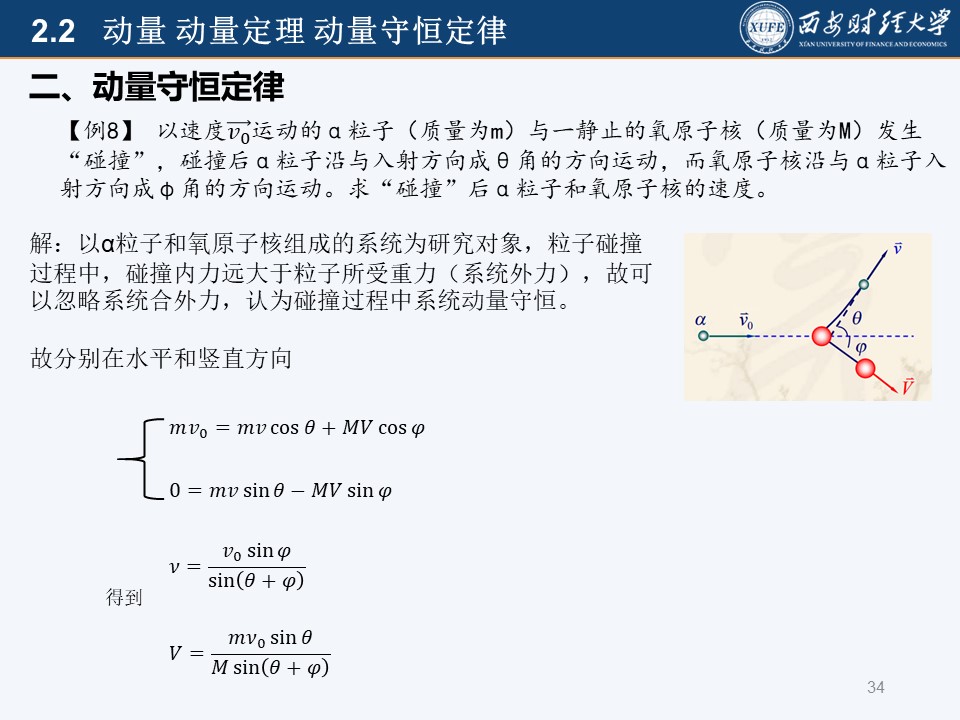 2.2 动量 动量定理 动量守恒定律
西安财经大学
XUFE
XI'AN UNIVERSITY OF FINANCE AND ECONOMICS
二、动量守恒定律
【例8】 以速度$\vec{v_0}$运动的α粒子（质量为m）与一静止的氧原子核（质量为M）发生
“碰撞”，碰撞后α粒子沿与入射方向成θ角的方向运动，而氧原子核沿与α粒子入
射方向成φ角的方向运动。求“碰撞”后α粒子和氧原子核的速度。
解：以α粒子和氧原子核组成的系统为研究对象，粒子碰撞
过程中，碰撞内力远大于粒子所受重力（系统外力），故可
以忽略系统合外力，认为碰撞过程中系统动量守恒。
故分别在水平和竖直方向
$mv_0 = mv\cos\theta + MV\cos\varphi$
$0 = mv\sin\theta - MV\sin\varphi$
$v = \frac{v_0\sin\varphi}{\sin(\theta+\varphi)}$
得到
$V = \frac{mv_0\sin\theta}{M\sin(\theta+\varphi)}$
$\vec{v}$
α
$\vec{v}_0$
θ
φ
$\vec{V}$
34